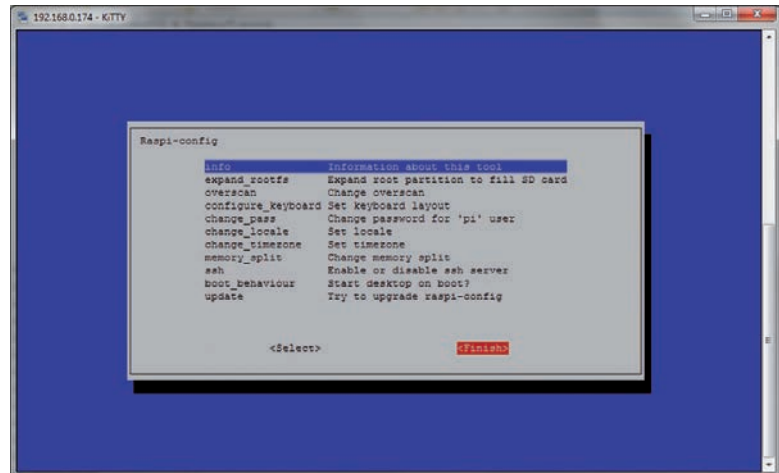 192.168.0.174 - KiTTY
Raspi-config
info Information about this tool
expand_rootfs Expand root partition to fill SD card
overscan Change overscan
configure_keyboard Set keyboard layout
change_pass Change password for 'pi' user
change_locale Set locale
change_timezone Set timezone
memory_split Change memory split
ssh Enable or disable ssh server
boot_behaviour Start desktop on boot?
update Try to upgrade raspi-config
<Select> <Finish>